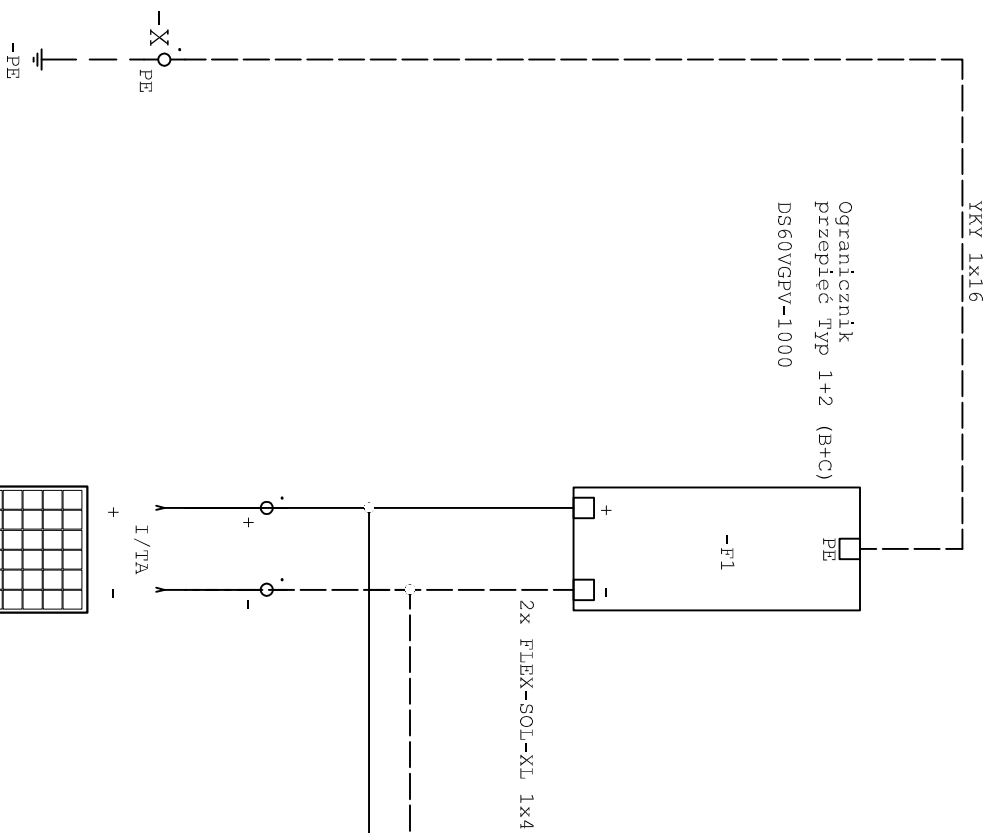 YKY 1x16
Ogranicznik
przepięć Typ 1+2 (B+C)
DS60VGPV-1000
-X
PE
-PE
PE
-F1
+
-
2x FLEX-SOL-XL 1x4
+
-
I/TA
+
-